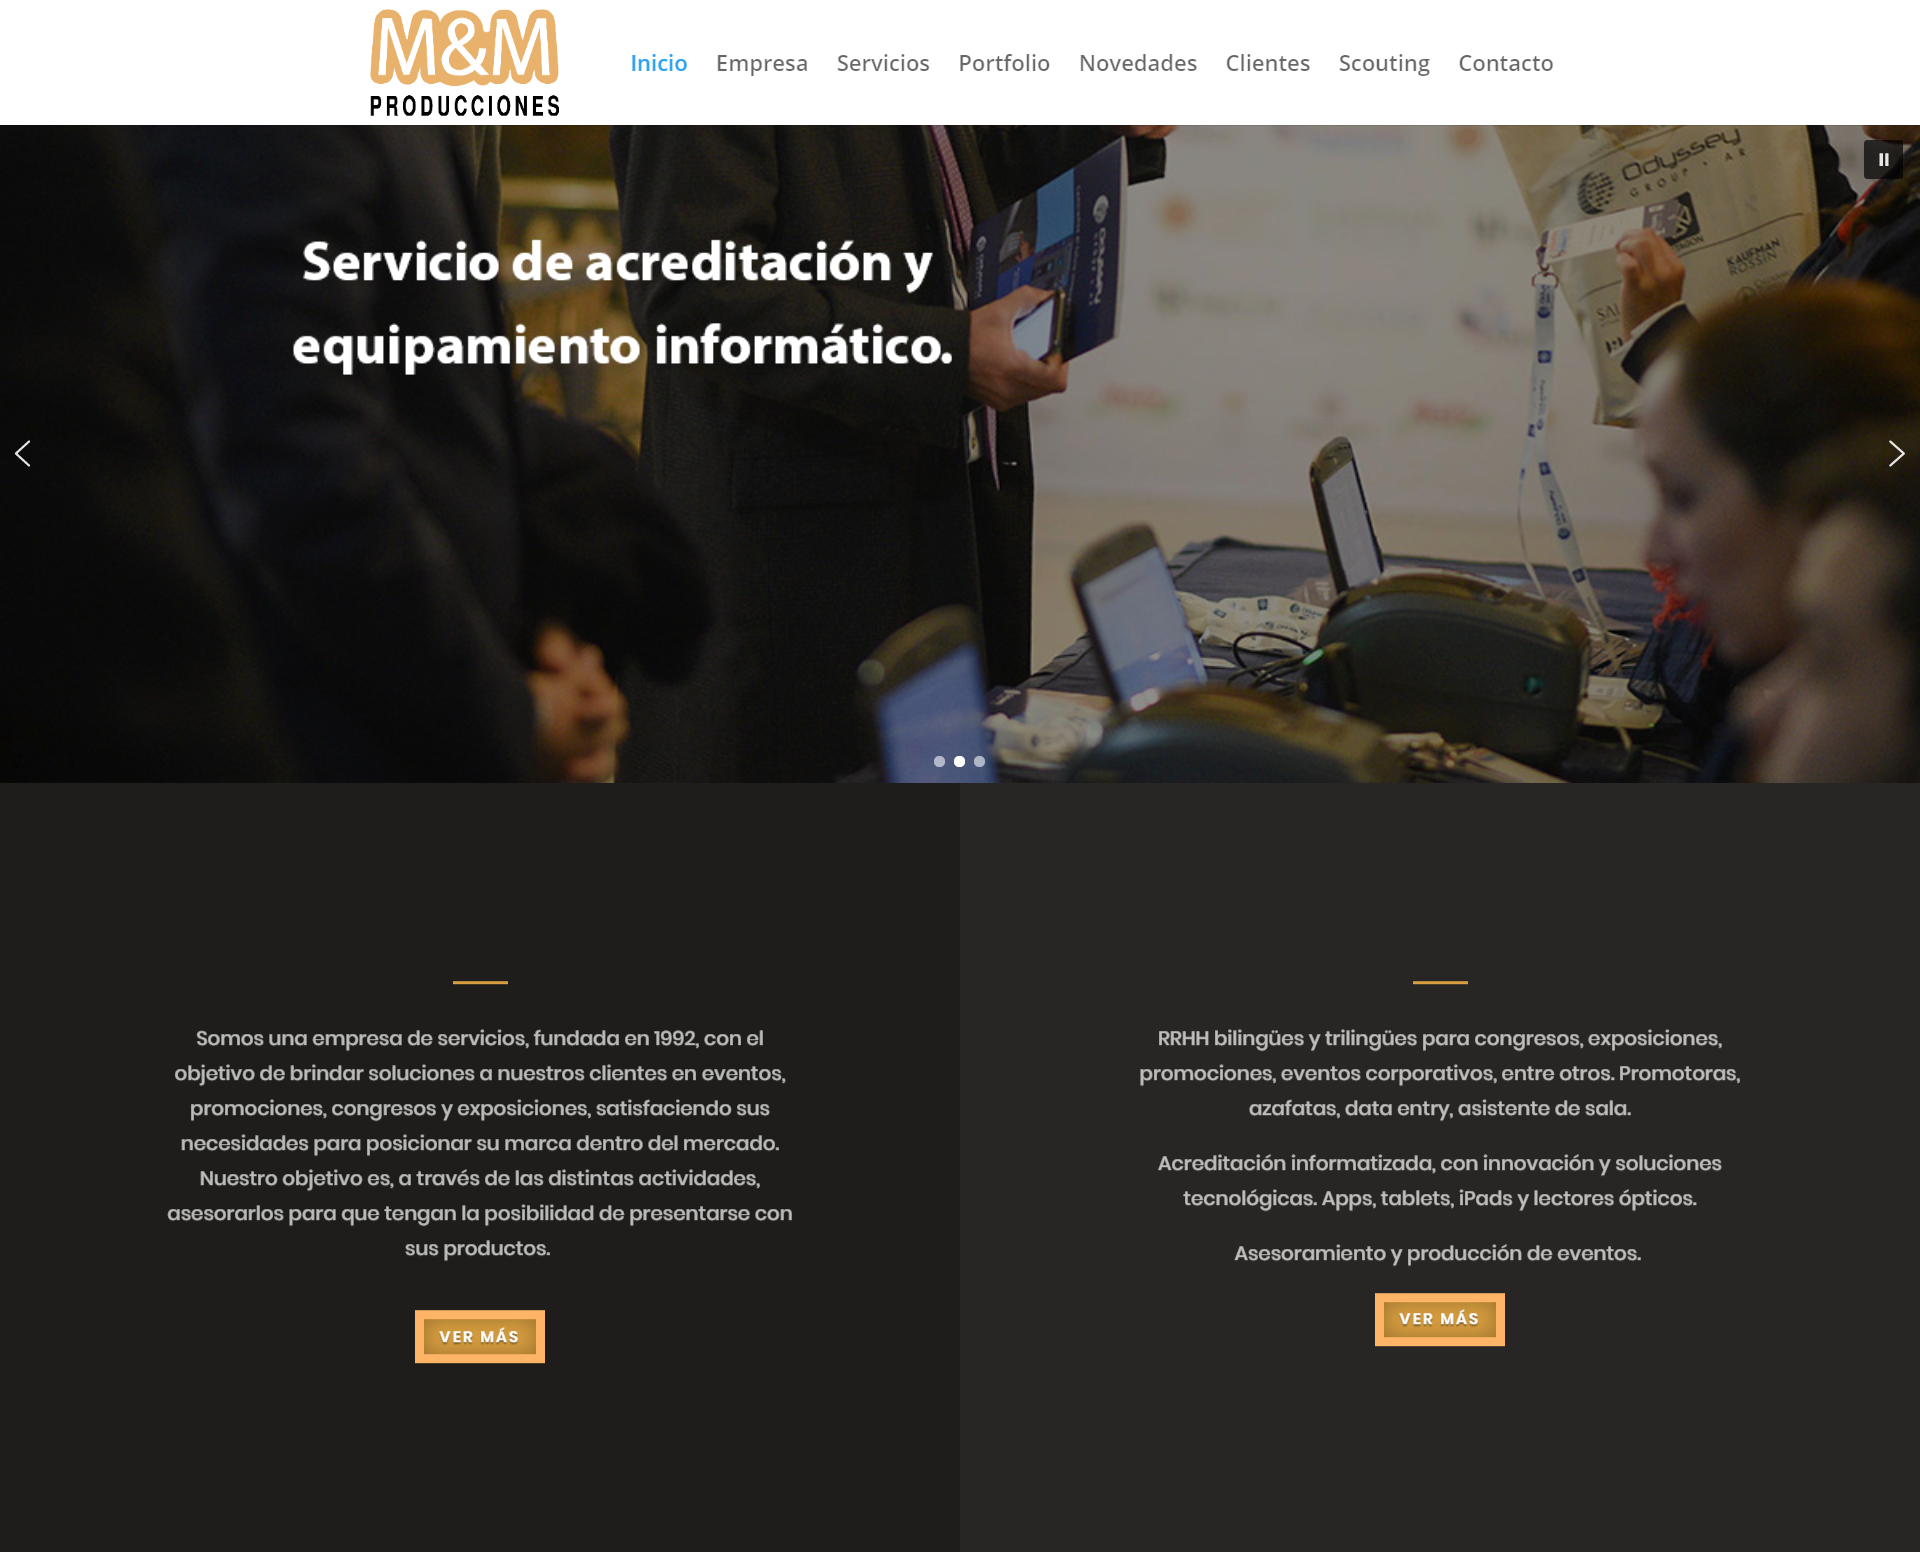 M&M
PRODUCCIONES
Inicio Empresa Servicios Portfolio Novedades Clientes Scouting Contacto
Odyssey
GROUP · AR
KAUFMAN
ROSSIN
Servicio de acreditación y
equipamiento informático.
Somos una empresa de servicios, fundada en 1992, con el
objetivo de brindar soluciones a nuestros clientes en eventos,
promociones, congresos y exposiciones, satisfaciendo sus
necesidades para posicionar su marca dentro del mercado.
Nuestro objetivo es, a través de las distintas actividades,
asesorarlos para que tengan la posibilidad de presentarse con
sus productos.
VER MÁS
RRHH bilingües y trilingües para congresos, exposiciones,
promociones, eventos corporativos, entre otros. Promotoras,
azafatas, data entry, asistente de sala.
Acreditación informatizada, con innovación y soluciones
tecnológicas. Apps, tablets, iPads y lectores ópticos.
Asesoramiento y producción de eventos.
VER MÁS